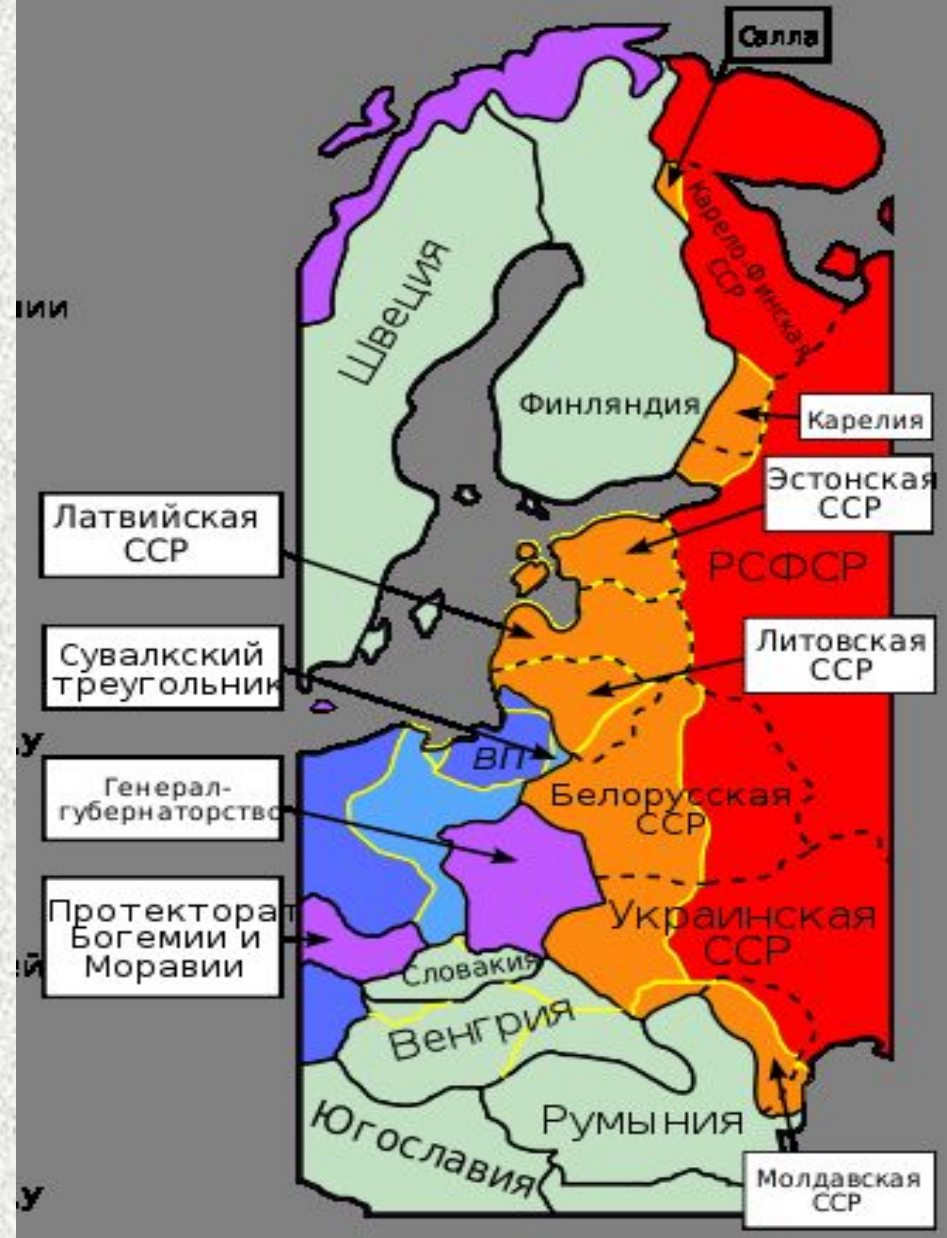 Салла
Карело-Финская
ССР
Швеция
Финляндия
Карелия
Эстонская
ССР
РСФСР
Латвийская
ССР
Литовская
ССР
Сувалкский
треугольник
ВП
Генерал-
губернаторство
Белорусская
ССР
Протекторат
Богемии и
Моравии
Украинская
ССР
Словакия
Венгрия
Румыния
Югославия
Молдавская
ССР